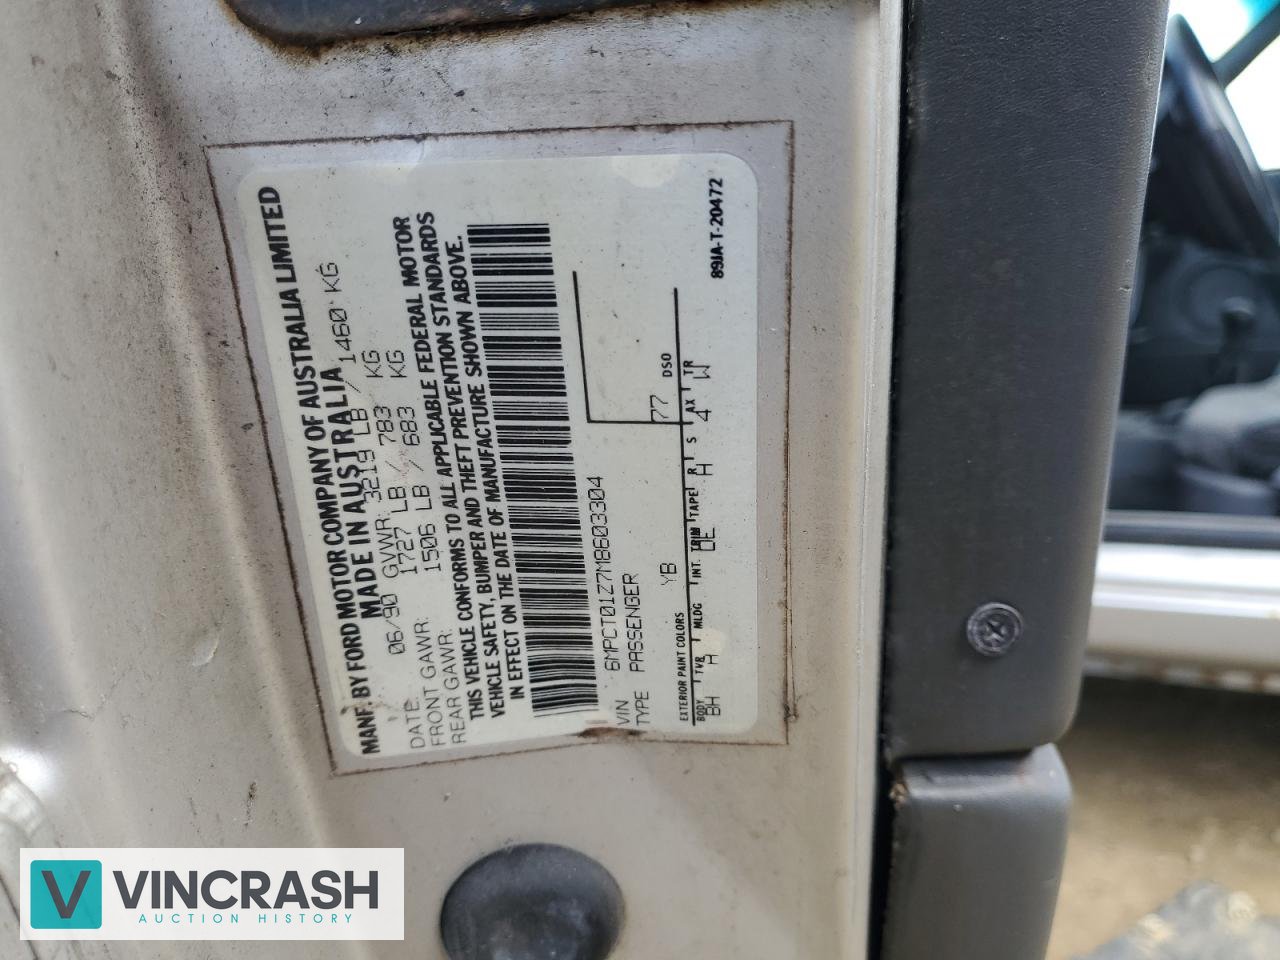 MANF. BY FORD MOTOR COMPANY OF AUSTRALIA LIMITED
MADE IN AUSTRALIA
DATE: 06/90 GVWR: 3219 LB / 1460 KG
FRONT GAWR: 1727 LB / 783 KG
REAR GAWR: 1506 LB / 683 KG
THIS VEHICLE CONFORMS TO ALL APPLICABLE FEDERAL MOTOR
VEHICLE SAFETY, BUMPER AND THEFT PREVENTION STANDARDS
IN EFFECT ON THE DATE OF MANUFACTURE SHOWN ABOVE.
VIN 6MPCT01Z7M8603304
TYPE PASSENGER
YB 77 DSO
EXTERIOR PAINT COLORS
BODY TVR MLDG INT. TRIM TAPE R S AX TR
BH A DE H 4 W
89IA-T-20472
V VINCRASH
AUCTION HISTORY